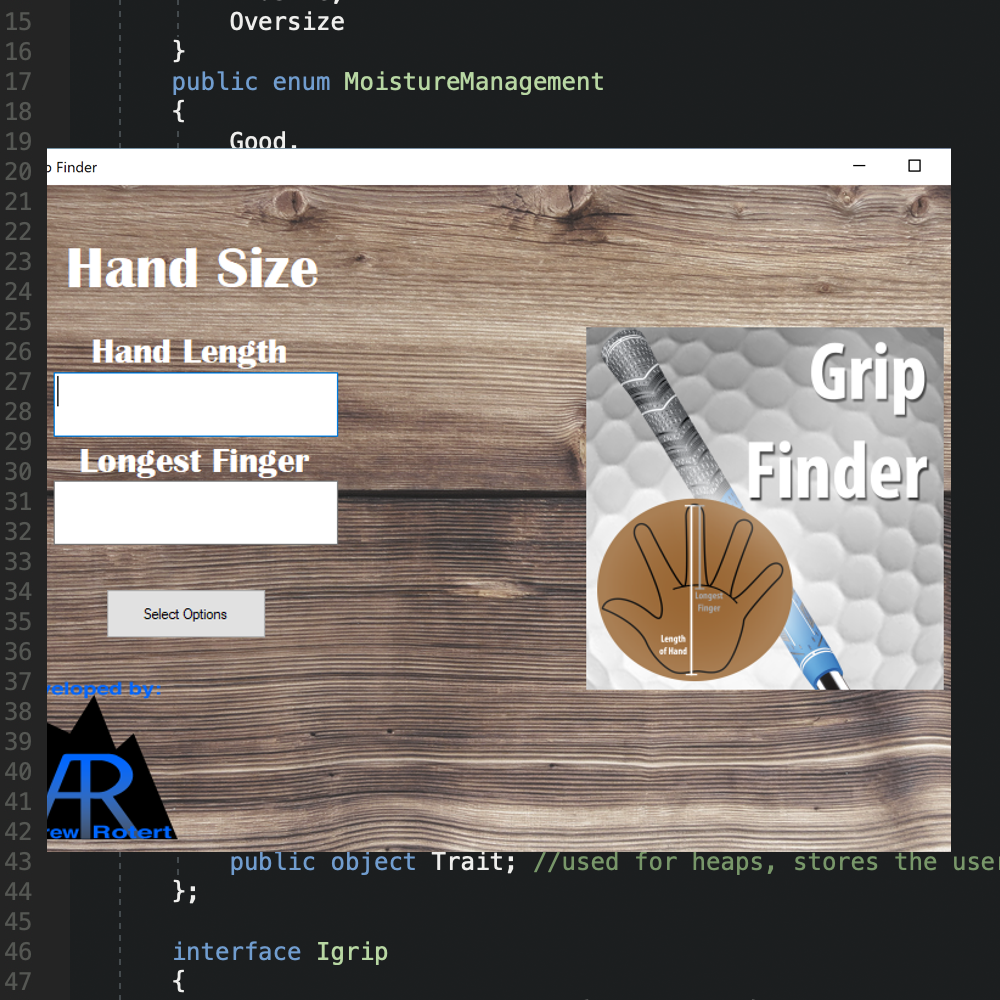 15 Oversize
16 }
17 public enum MoistureManagement
18 {
19 Good,
20
Finder
21
22
23
Hand Size
24
25
26
Hand Length
27
28
29
30
Longest Finger
31
32
33
34
Select Options
35
36
37
38
39
40
41
42
AR
Rotert
Grip
Finder
Longest
Finger
Length
of Hand
by:
43 public object Trait; //used for heaps, stores the
44 };
45
46 interface Igrip
47 {